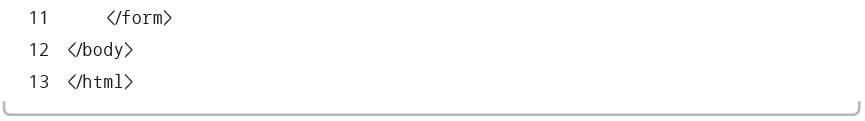 11      </form>
12  </body>
13  </html>